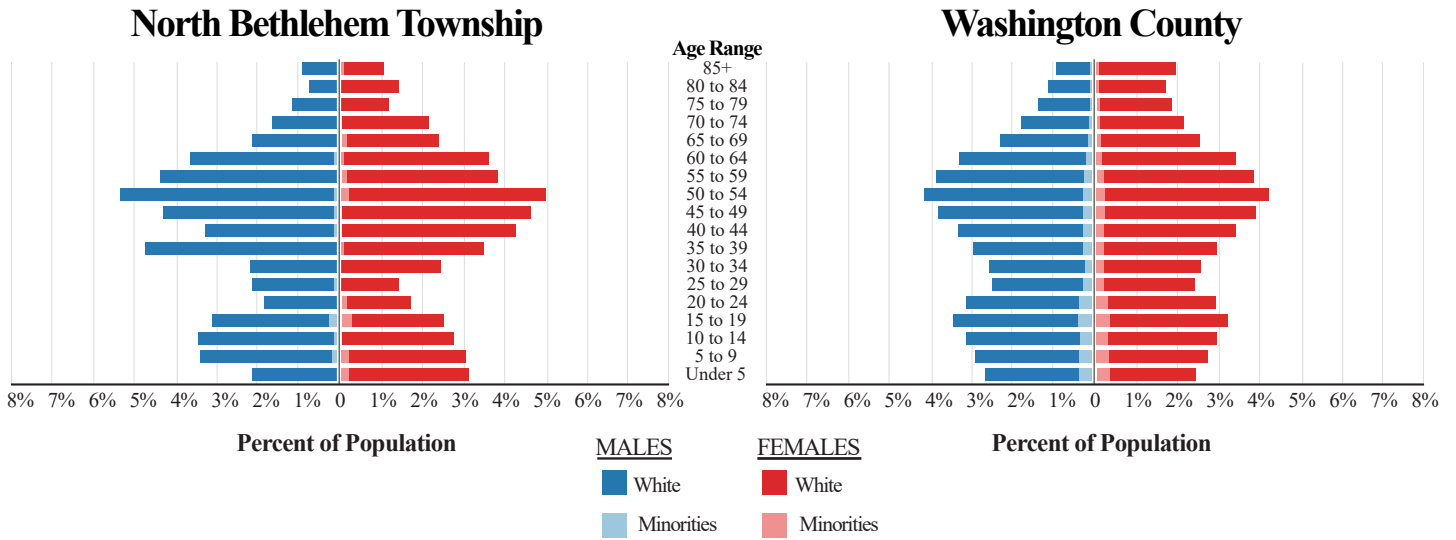 North Bethlehem Township
Washington County
Age Range
85+
80 to 84
75 to 79
70 to 74
65 to 69
60 to 64
55 to 59
50 to 54
45 to 49
40 to 44
35 to 39
30 to 34
25 to 29
20 to 24
15 to 19
10 to 14
5 to 9
Under 5
8% 7% 6% 5% 4% 3% 2% 1% 0 1% 2% 3% 4% 5% 6% 7% 8%
8% 7% 6% 5% 4% 3% 2% 1% 0 1% 2% 3% 4% 5% 6% 7% 8%
Percent of Population
Percent of Population
MALES FEMALES
White White
Minorities Minorities